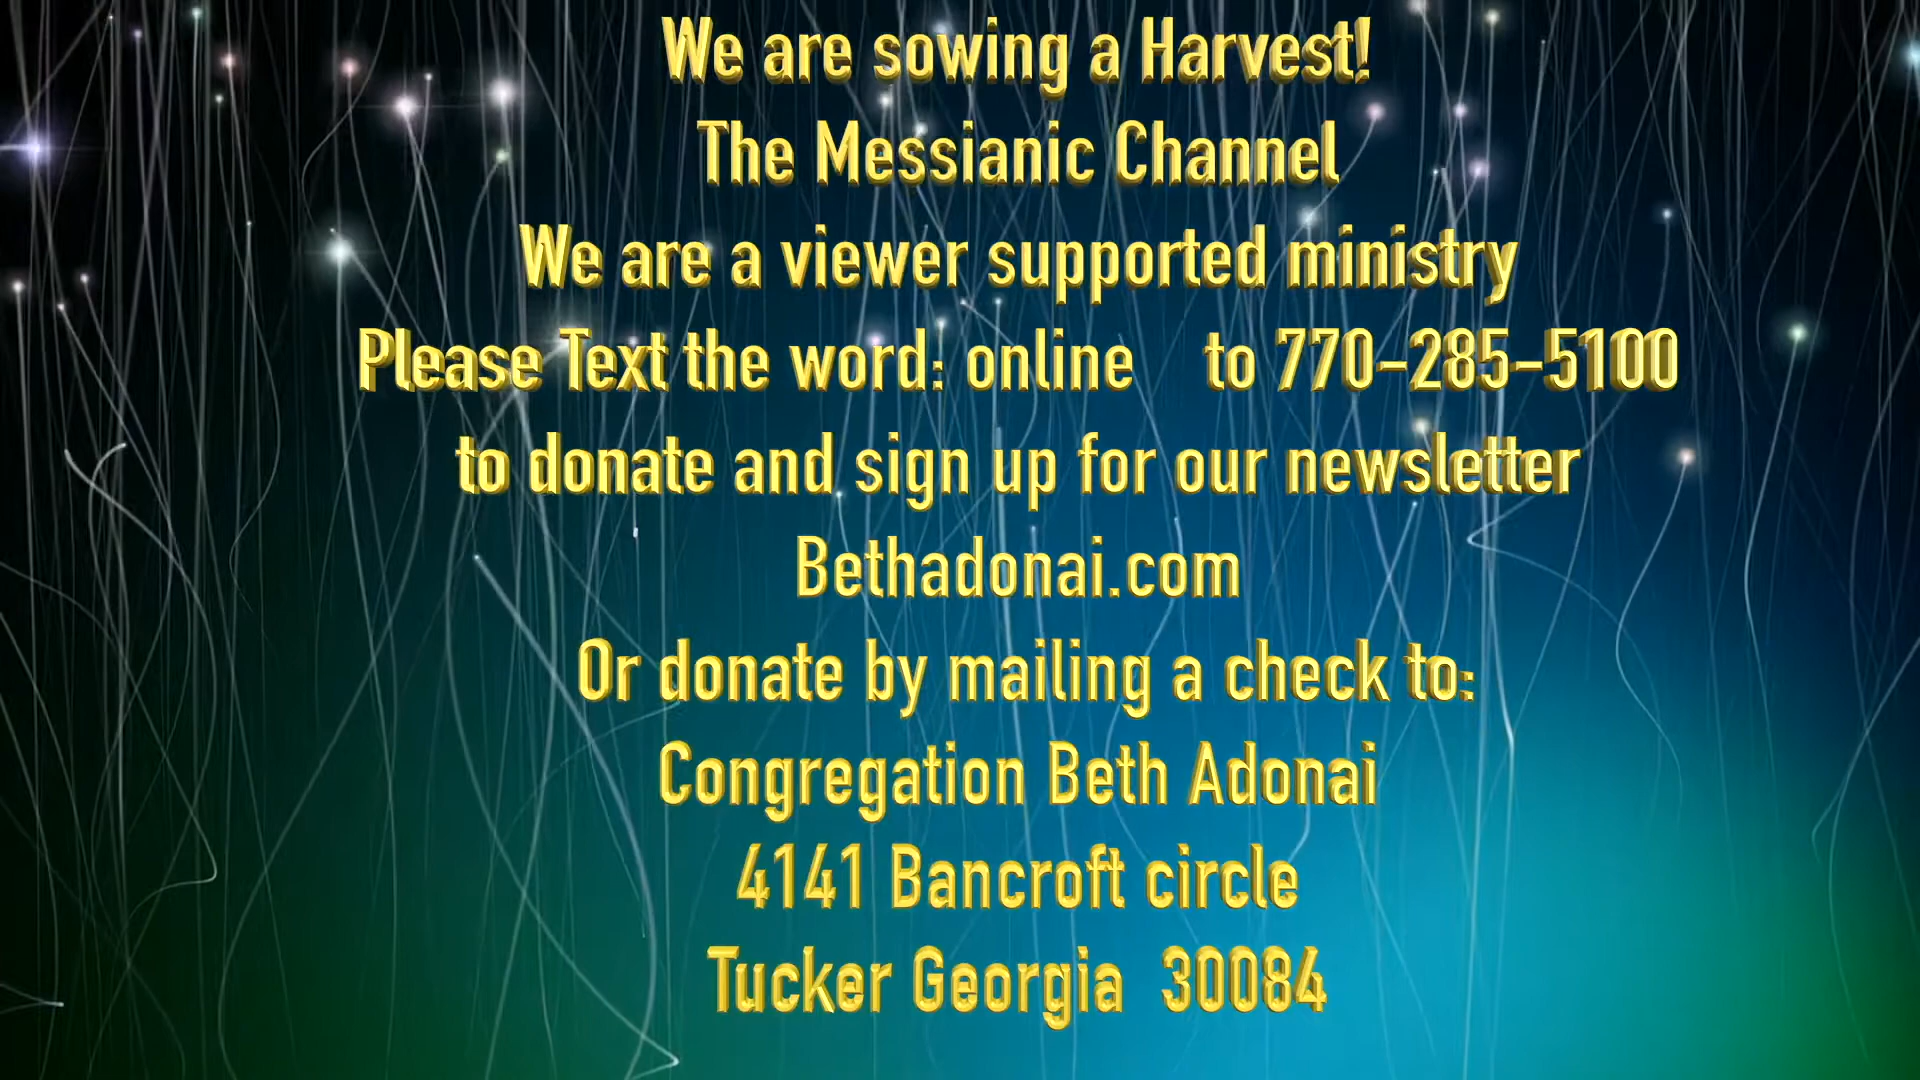 We are sowing a Harvest!
The Messianic Channel
We are a viewer supported ministry
Please Text the word: online to 770-285-5100
to donate and sign up for our newsletter
Bethadonai.com
Or donate by mailing a check to:
Congregation Beth Adonai
4141 Bancroft circle
Tucker Georgia 30084